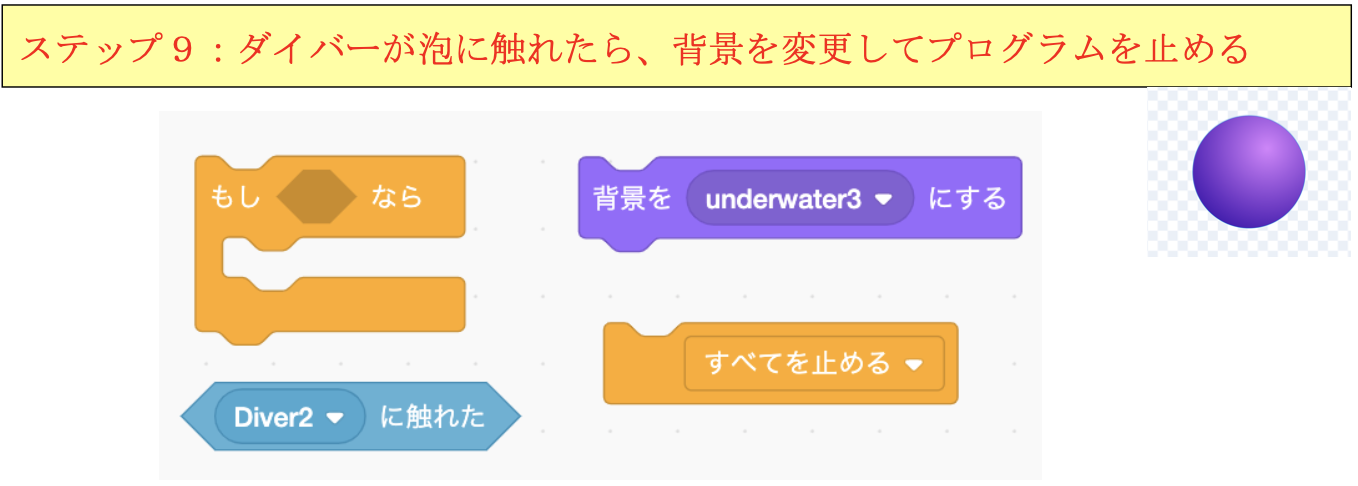 ステップ９：ダイバーが泡に触れたら、背景を変更してプログラムを止める
もし なら
背景を underwater3 にする
すべてを止める
Diver2 に触れた